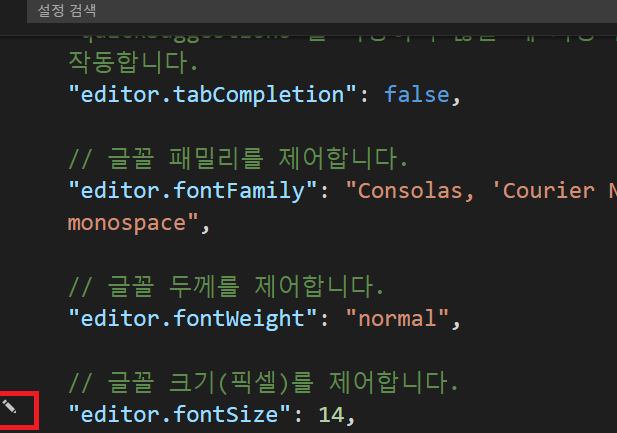 설정 검색
작동합니다.
"editor.tabCompletion": false,
// 글꼴 패밀리를 제어합니다.
"editor.fontFamily": "Consolas, 'Courier N
monospace",
// 글꼴 두께를 제어합니다.
"editor.fontWeight": "normal",
// 글꼴 크기(픽셀)를 제어합니다.
"editor.fontSize": 14,